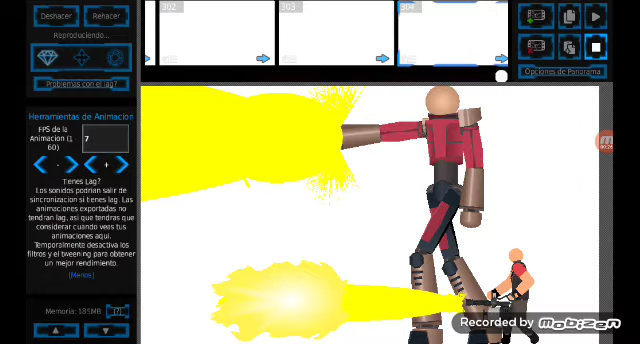 Deshacer
Rehacer
302
303
304
Reproduciendo...
Problemas con el lag?
Opciones de Panorama
Herramientas de Animacion
FPS de la
Animacion (1 -
60)
7
- +
Tienes Lag?
Los sonidos podrian salir de
sincronizacion si tienes lag. Las
animaciones exportadas no
tendran lag, asi que tendras que
considerar cuando veas tus
animaciones aqui.
Temporalmente desactiva los
filtros y el tweening para obtener
un mejor rendimiento.
[Menos]
Memoria: 185MB
[?]
Recorded by Mobizen